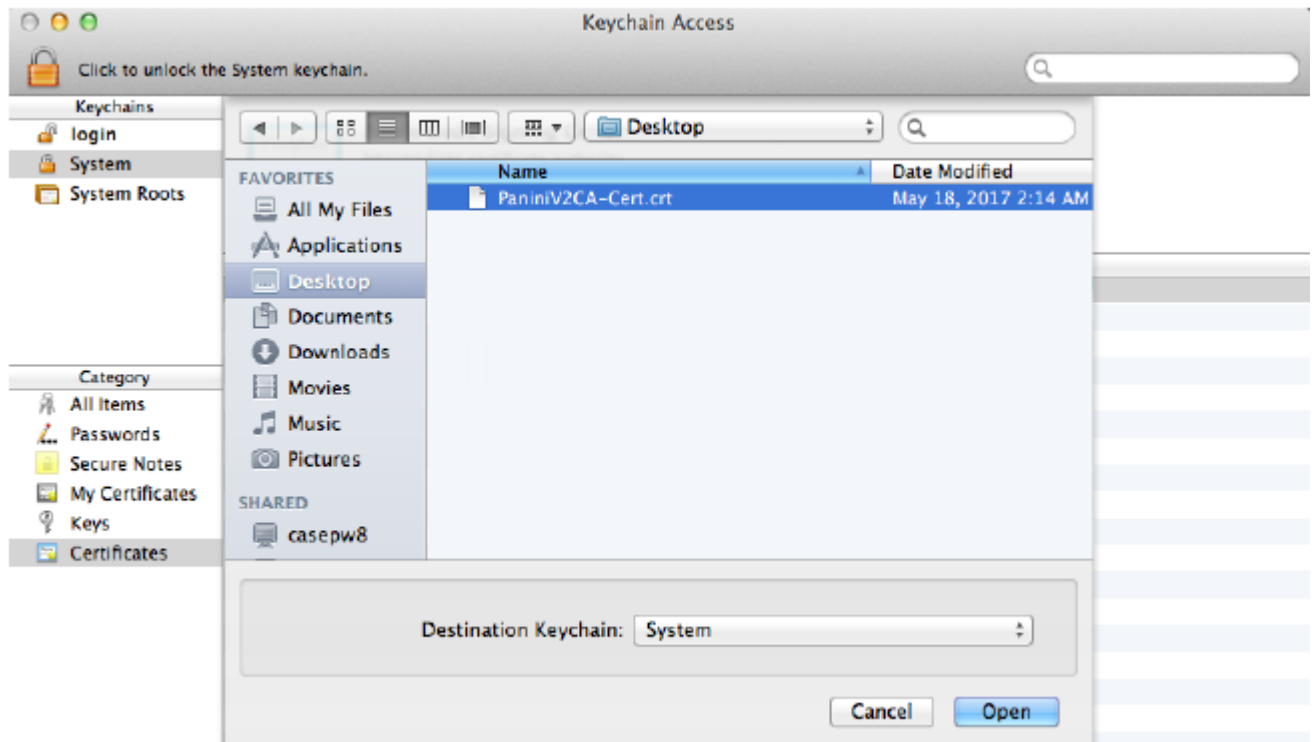 Keychain Access
Click to unlock the System keychain.
Keychains
login
System
System Roots
Category
All Items
Passwords
Secure Notes
My Certificates
Keys
Certificates
Desktop
FAVORITES
All My Files
Applications
Desktop
Documents
Downloads
Movies
Music
Pictures
SHARED
casepw8
Name Date Modified
PaniniV2CA-Cert.crt May 18, 2017 2:14 AM
Destination Keychain: System
Cancel Open